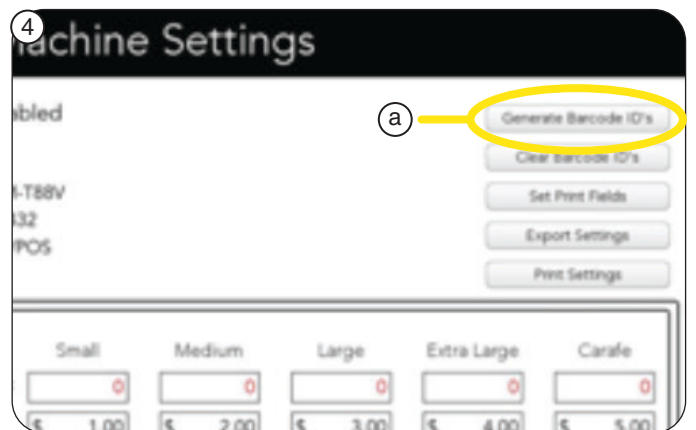 4
achine Settings
abled
a
Generate Barcode ID's
Clear Barcode ID's
-T88V
Set Print Fields
332
Export Settings
/POS
Print Settings
Small Medium Large Extra Large Carafe
0 0 0 0 0
$ 1.00 $ 2.00 $ 3.00 $ 4.00 $ 5.00